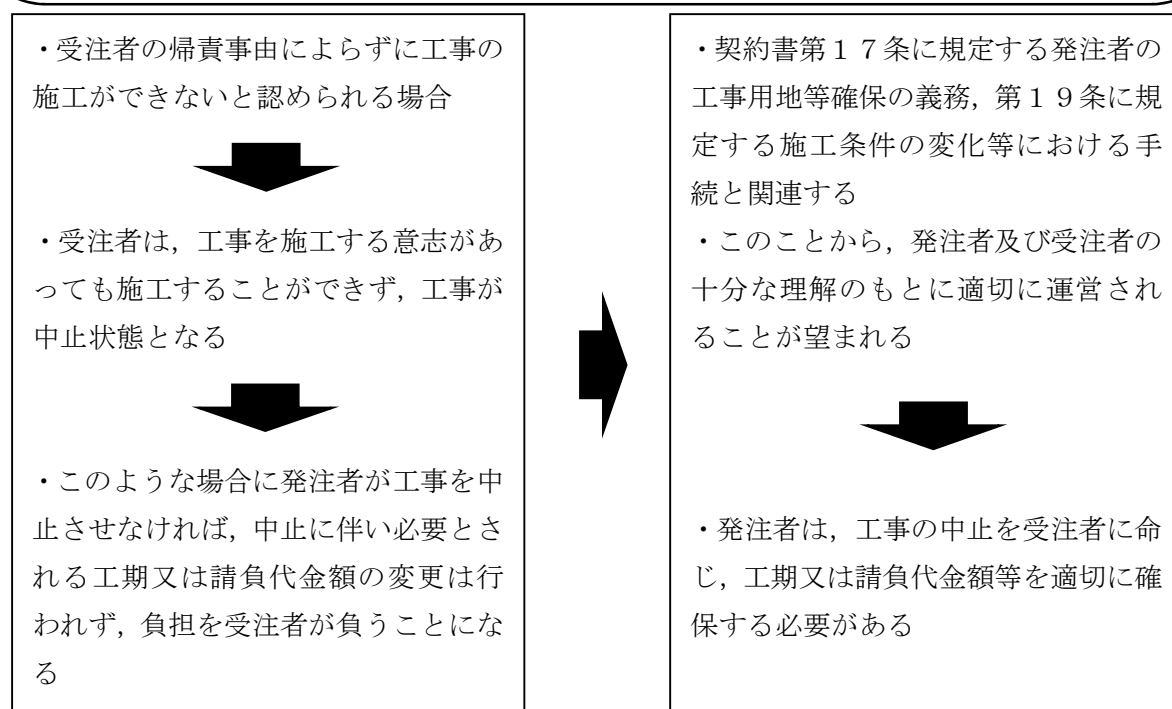 ・受注者の帰責事由によらずに工事の
施工ができないと認められる場合
・受注者は，工事を施工する意志があ
っても施工することができず，工事が
中止状態となる
・このような場合に発注者が工事を中
止させなければ，中止に伴い必要とさ
れる工期又は請負代金額の変更は行
われず，負担を受注者が負うことにな
る
・契約書第１７条に規定する発注者の
工事用地等確保の義務，第１９条に規
定する施工条件の変化等における手
続と関連する
・このことから，発注者及び受注者の
十分な理解のもとに適切に運営され
ることが望まれる
・発注者は，工事の中止を受注者に命
じ，工期又は請負代金額等を適切に確
保する必要がある